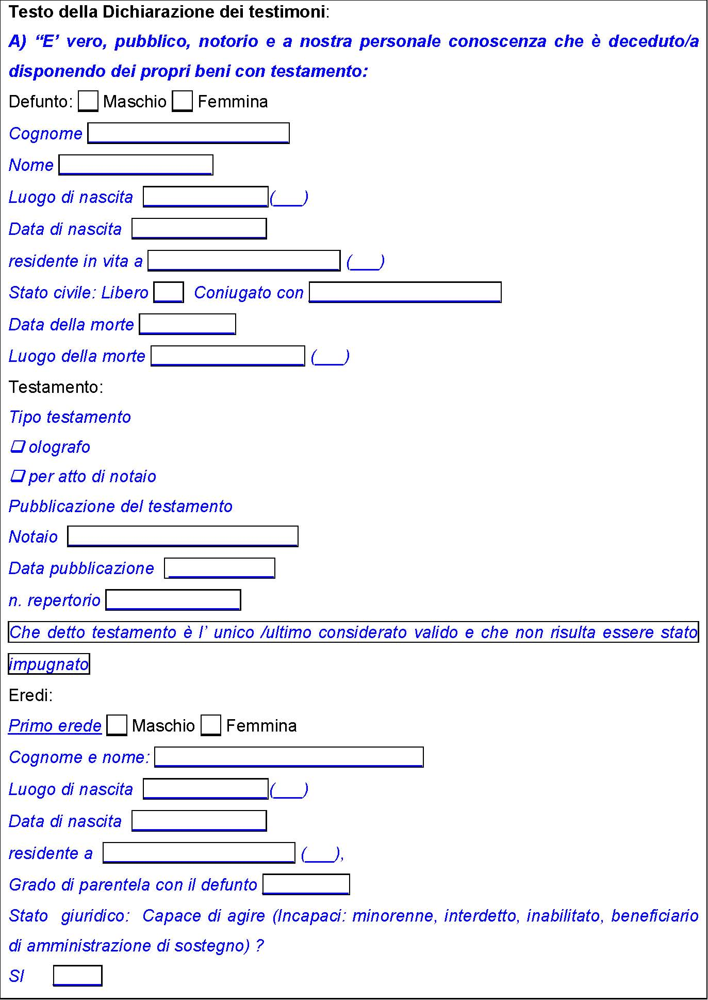 Testo della Dichiarazione dei testimoni:
A) “E’ vero, pubblico, notorio e a nostra personale conoscenza che è deceduto/a
disponendo dei propri beni con testamento:
Defunto: Maschio Femmina
Cognome
Nome
Luogo di nascita (___)
Data di nascita
residente in vita a (___)
Stato civile: Libero Coniugato con
Data della morte
Luogo della morte (___)
Testamento:
Tipo testamento
❑ olografo
❑ per atto di notaio
Pubblicazione del testamento
Notaio
Data pubblicazione
n. repertorio
Che detto testamento è l’ unico /ultimo considerato valido e che non risulta essere stato
impugnato
Eredi:
Primo erede Maschio Femmina
Cognome e nome:
Luogo di nascita (___)
Data di nascita
residente a (___),
Grado di parentela con il defunto
Stato giuridico: Capace di agire (Incapaci: minorenne, interdetto, inabilitato, beneficiario
di amministrazione di sostegno) ?
SI